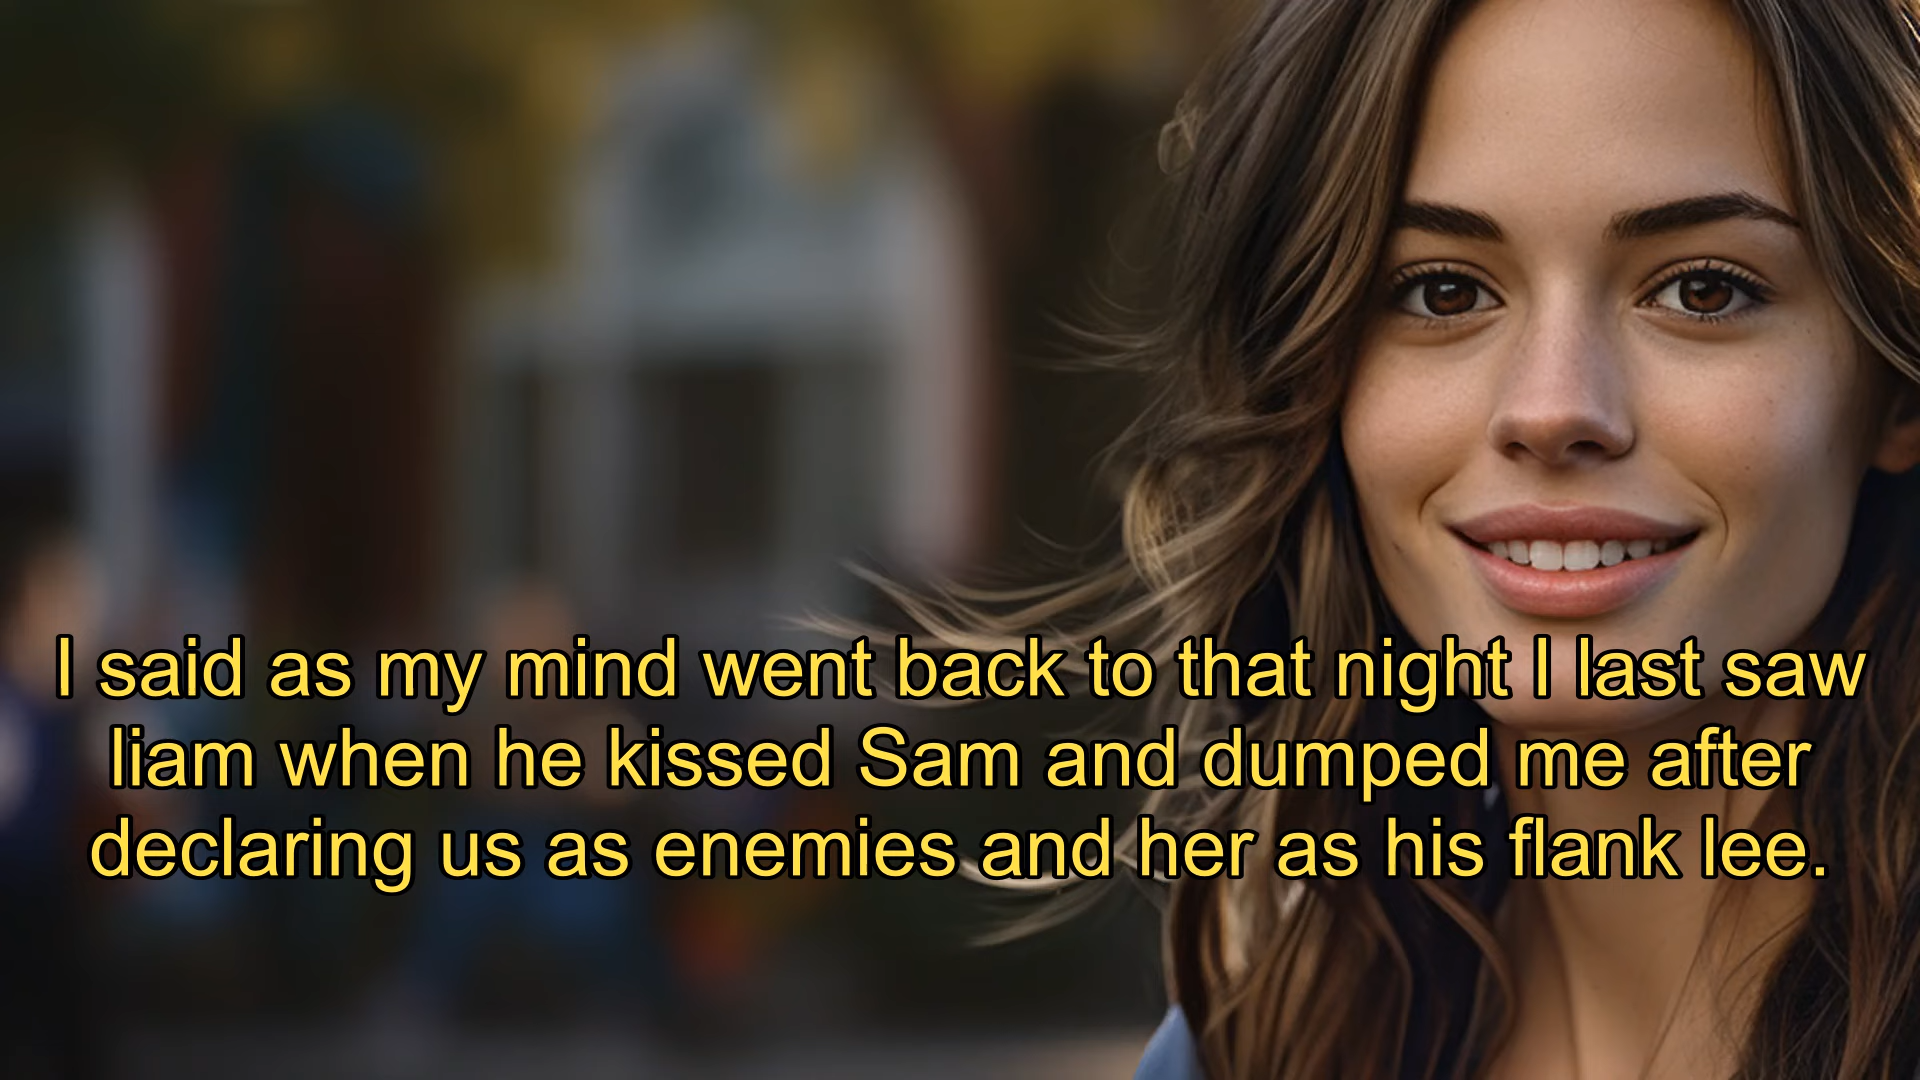 I said as my mind went back to that night I last saw
liam when he kissed Sam and dumped me after
declaring us as enemies and her as his flank lee.